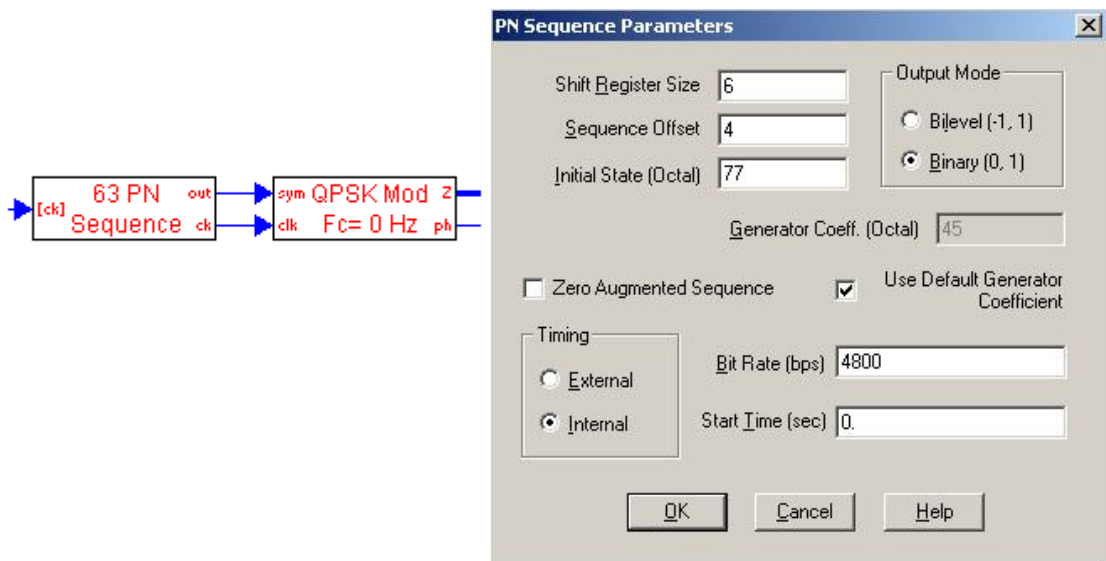 [ck]
63 PN
Sequence
out
ck
sym
clk
QPSK Mod
Fc= 0 Hz
Z
ph
PN Sequence Parameters
Shift Register Size
6
Sequence Offset
4
Initial State (Octal)
77
Output Mode
Bilevel (-1, 1)
Binary (0, 1)
Generator Coeff. (Octal)
45
Zero Augmented Sequence
Use Default Generator
Coefficient
Timing
External
Internal
Bit Rate (bps)
4800
Start Time (sec)
0.
OK
Cancel
Help